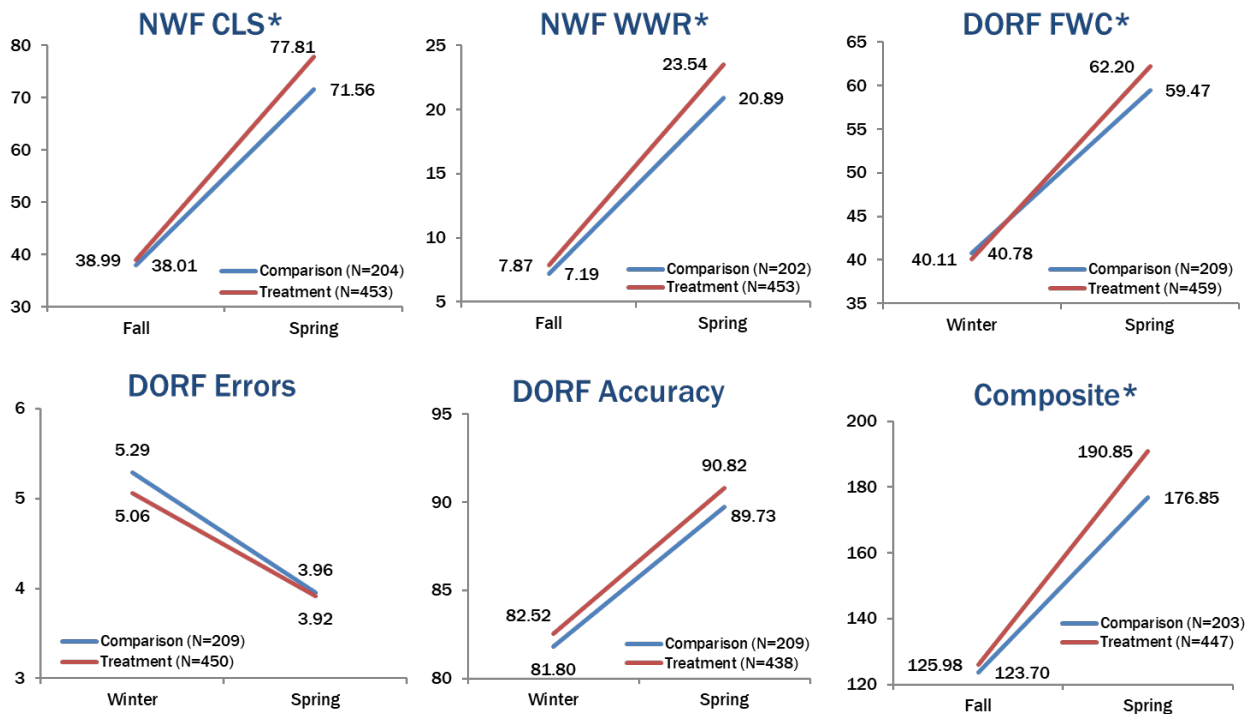 NWF CLS*
80
70
60
50
40
30
77.81
71.56
38.99
38.01
Comparison (N=204)
Treatment (N=453)
Fall
Spring
NWF WWR*
25
20
15
10
5
23.54
20.89
7.87
7.19
Comparison (N=202)
Treatment (N=453)
Fall
Spring
DORF FWC*
65
60
55
50
45
40
35
62.20
59.47
40.11
40.78
Comparison (N=209)
Treatment (N=459)
Winter
Spring
DORF Errors
6
5
4
3
5.29
5.06
3.96
3.92
Comparison (N=209)
Treatment (N=450)
Winter
Spring
DORF Accuracy
95
90
85
80
90.82
89.73
82.52
81.80
Comparison (N=209)
Treatment (N=438)
Winter
Spring
Composite*
200
180
160
140
120
190.85
176.85
125.98
123.70
Comparison (N=203)
Treatment (N=447)
Fall
Spring